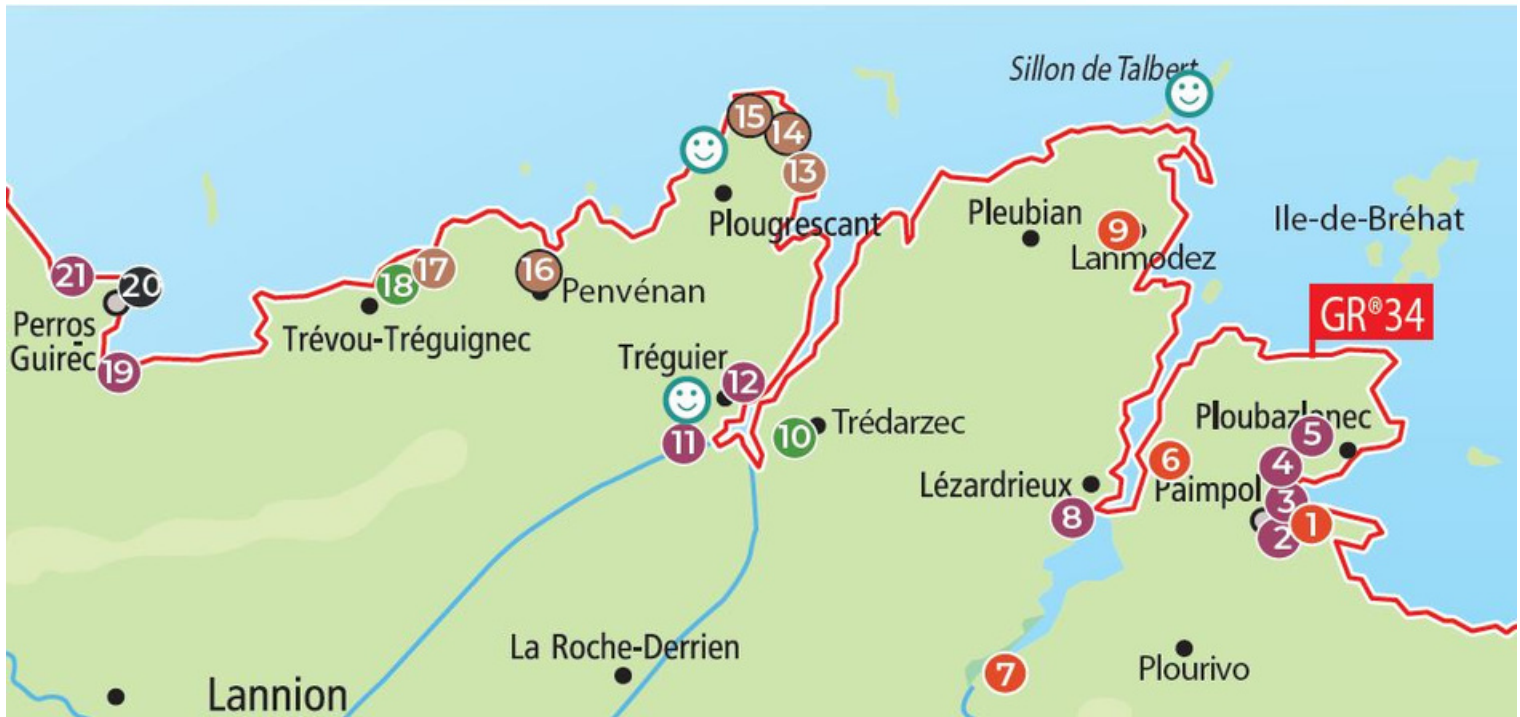 Sillon de Talbert
15
14
13
Plougrescant
Pleubian
9
Lanmodez
Ile-de-Bréhat
21
20
Perros
Guirec
19
18
17
Trévou-Tréguignec
16
Penvénan
GR®34
Tréguier
12
11
10
Trédarzec
Ploubazlanec
5
4
6
Paimpol
3
1
2
Lézardrieux
8
La Roche-Derrien
7
Plourivo
Lannion